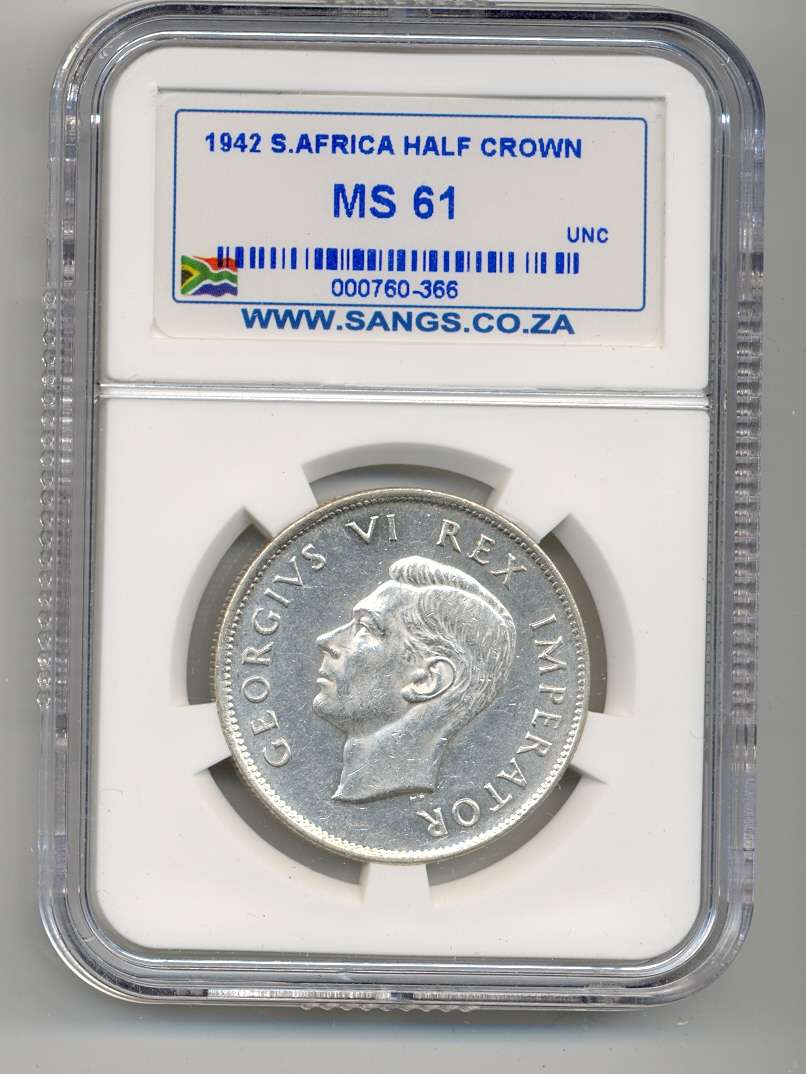 1942 S.AFRICA HALF CROWN
MS 61
UNC
000760-366
WWW.SANGS.CO.ZA
GEORGIVS VI REX IMPERATOR